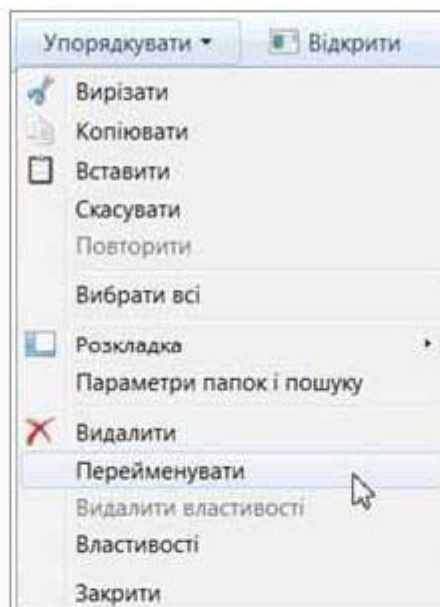 Упорядкувати Відкрити
Вирізати
Копіювати
Вставити
Скасувати
Повторити
Вибрати всі
Розкладка
Параметри папок і пошуку
Видалити
Перейменувати
Видалити властивості
Властивості
Закрити